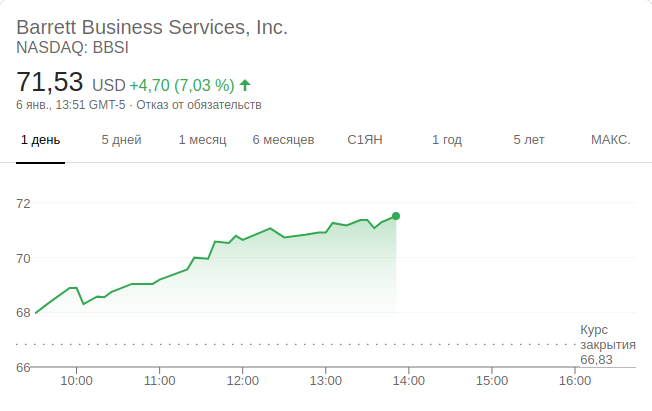 Barrett Business Services, Inc.
NASDAQ: BBSI
71,53 USD +4,70 (7,03 %)
6 янв., 13:51 GMT-5 · Отказ от обязательств
1 день 5 дней 1 месяц 6 месяцев С1ЯН 1 год 5 лет МАКС.
72
70
68
Курс
закрытия
66,83
66
10:00 11:00 12:00 13:00 14:00 15:00 16:00